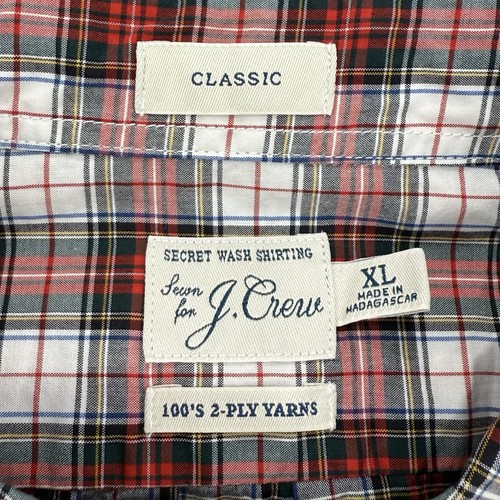 CLASSIC
SECRET WASH SHIRTING
Sewn for J.Crew
XL
MADE IN
MADAGASCAR
100'S 2-PLY YARNS